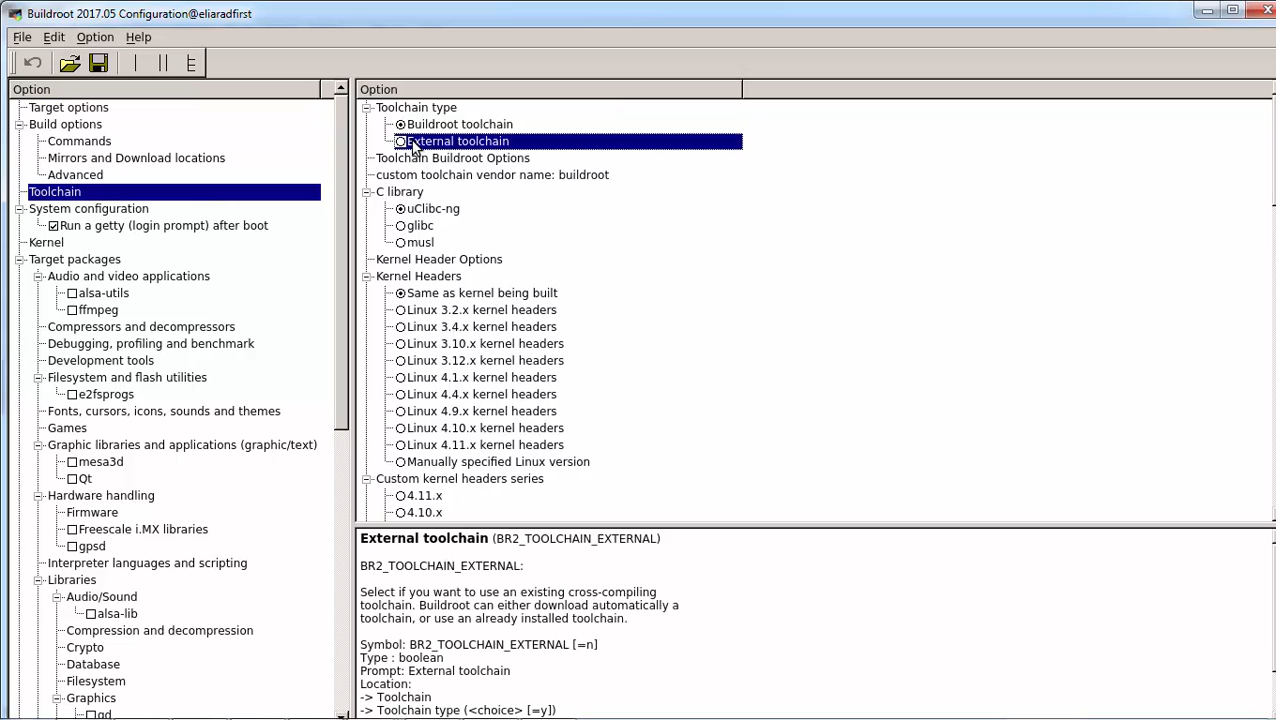 Buildroot 2017.05 Configuration@eliaradfirst
File Edit Option Help
Option
Target options
Build options
Commands
Mirrors and Download locations
Advanced
Toolchain
System configuration
Run a getty (login prompt) after boot
Kernel
Target packages
Audio and video applications
alsa-utils
ffmpeg
Compressors and decompressors
Debugging, profiling and benchmark
Development tools
Filesystem and flash utilities
e2fsprogs
Fonts, cursors, icons, sounds and themes
Games
Graphic libraries and applications (graphic/text)
mesa3d
Qt
Hardware handling
Firmware
Freescale i.MX libraries
gpsd
Interpreter languages and scripting
Libraries
Audio/Sound
alsa-lib
Compression and decompression
Crypto
Database
Filesystem
Graphics
gd
Option
Toolchain type
Buildroot toolchain
External toolchain
Toolchain Buildroot Options
custom toolchain vendor name: buildroot
C library
uClibc-ng
glibc
musl
Kernel Header Options
Kernel Headers
Same as kernel being built
Linux 3.2.x kernel headers
Linux 3.4.x kernel headers
Linux 3.10.x kernel headers
Linux 3.12.x kernel headers
Linux 4.1.x kernel headers
Linux 4.4.x kernel headers
Linux 4.9.x kernel headers
Linux 4.10.x kernel headers
Linux 4.11.x kernel headers
Manually specified Linux version
Custom kernel headers series
4.11.x
4.10.x
External toolchain (BR2_TOOLCHAIN_EXTERNAL)
BR2_TOOLCHAIN_EXTERNAL:
Select if you want to use an existing cross-compiling
toolchain. Buildroot can either download automatically a
toolchain, or use an already installed toolchain.
Symbol: BR2_TOOLCHAIN_EXTERNAL [=n]
Type : boolean
Prompt: External toolchain
Location:
-> Toolchain
-> Toolchain type (<choice> [=y])